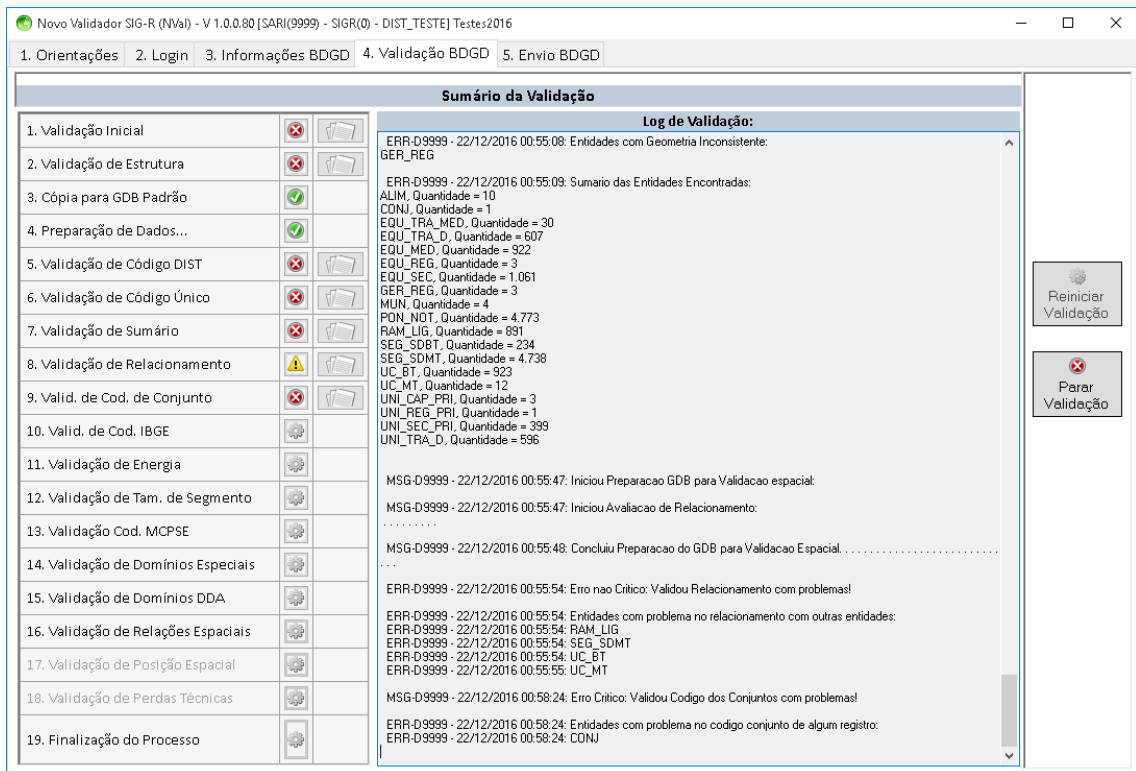 Novo Validador SIG-R (NVal) - V 1.0.0.80 [SARI(9999) - SIGR(0) - DIST_TESTE] Testes2016
1. Orientações 2. Login 3. Informações BDGD 4. Validação BDGD 5. Envio BDGD
Sumário da Validação
1. Validação Inicial
2. Validação de Estrutura
3. Cópia para GDB Padrão
4. Preparação de Dados...
5. Validação de Código DIST
6. Validação de Código Único
7. Validação de Sumário
8. Validação de Relacionamento
9. Valid. de Cod. de Conjunto
10. Valid. de Cod. IBGE
11. Validação de Energia
12. Validação de Tam. de Segmento
13. Validação Cod. MCPSE
14. Validação de Domínios Especiais
15. Validação de Domínios DDA
16. Validação de Relações Espaciais
17. Validação de Posição Espacial
18. Validação de Perdas Técnicas
19. Finalização do Processo
Log de Validação:
ERR-D9999 - 22/12/2016 00:55:08: Entidades com Geometria Inconsistente:
GER_REG
ERR-D9999 - 22/12/2016 00:55:09: Sumario das Entidades Encontradas:
ALIM, Quantidade = 10
CONJ, Quantidade = 1
EQU_TRA_MED, Quantidade = 30
EQU_TRA_D, Quantidade = 607
EQU_MED, Quantidade = 922
EQU_REG, Quantidade = 3
EQU_SEC, Quantidade = 1.061
GER_REG, Quantidade = 3
MUN, Quantidade = 4
PON_NOT, Quantidade = 4.773
RAM_LIG, Quantidade = 891
SEG_SDBT, Quantidade = 234
SEG_SDMT, Quantidade = 4.738
UC_BT, Quantidade = 923
UC_MT, Quantidade = 12
UNI_CAP_PRI, Quantidade = 3
UNI_REG_PRI, Quantidade = 1
UNI_SEC_PRI, Quantidade = 399
UNI_TRA_D, Quantidade = 596
MSG-D9999 - 22/12/2016 00:55:47: Iniciou Preparacao GDB para Validacao espacial:
MSG-D9999 - 22/12/2016 00:55:47: Iniciou Avaliacao de Relacionamento:
. . . . . . . . .
MSG-D9999 - 22/12/2016 00:55:48: Concluiu Preparacao do GDB para Validacao Espacial. . . . . . . . . . . . . . . . . . . . . . . . . .
. . .
ERR-D9999 - 22/12/2016 00:55:54: Erro nao Critico: Validou Relacionamento com problemas!
ERR-D9999 - 22/12/2016 00:55:54: Entidades com problema no relacionamento com outras entidades:
ERR-D9999 - 22/12/2016 00:55:54: RAM_LIG
ERR-D9999 - 22/12/2016 00:55:54: SEG_SDMT
ERR-D9999 - 22/12/2016 00:55:54: UC_BT
ERR-D9999 - 22/12/2016 00:55:55: UC_MT
MSG-D9999 - 22/12/2016 00:58:24: Erro Critico: Validou Codigo dos Conjuntos com problemas!
ERR-D9999 - 22/12/2016 00:58:24: Entidades com problema no codigo conjunto de algum registro:
ERR-D9999 - 22/12/2016 00:58:24: CONJ
Reiniciar
Validação
Parar
Validação